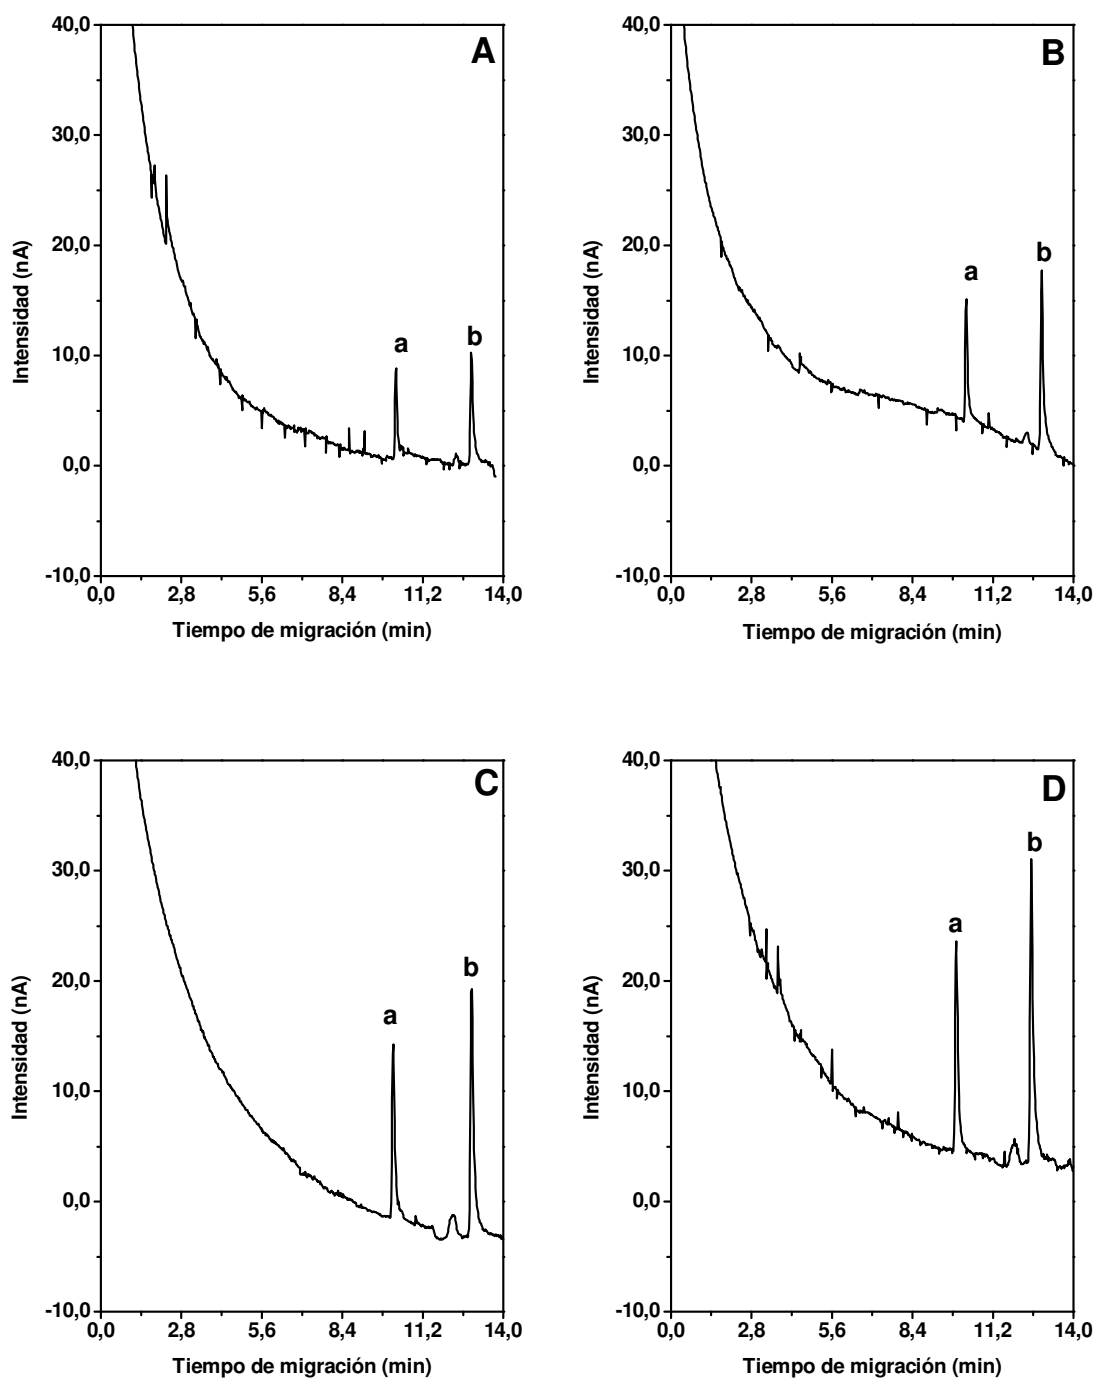 A
40,0
30,0
20,0
10,0
0,0
-10,0
Intensidad (nA)
a
b
0,0 2,8 5,6 8,4 11,2 14,0
Tiempo de migración (min)
B
40,0
30,0
20,0
10,0
0,0
-10,0
Intensidad (nA)
a
b
0,0 2,8 5,6 8,4 11,2 14,0
Tiempo de migración (min)
C
40,0
30,0
20,0
10,0
0,0
-10,0
Intensidad (nA)
a
b
0,0 2,8 5,6 8,4 11,2 14,0
Tiempo de migración (min)
D
40,0
30,0
20,0
10,0
0,0
-10,0
Intensidad (nA)
a
b
0,0 2,8 5,6 8,4 11,2 14,0
Tiempo de migración (min)